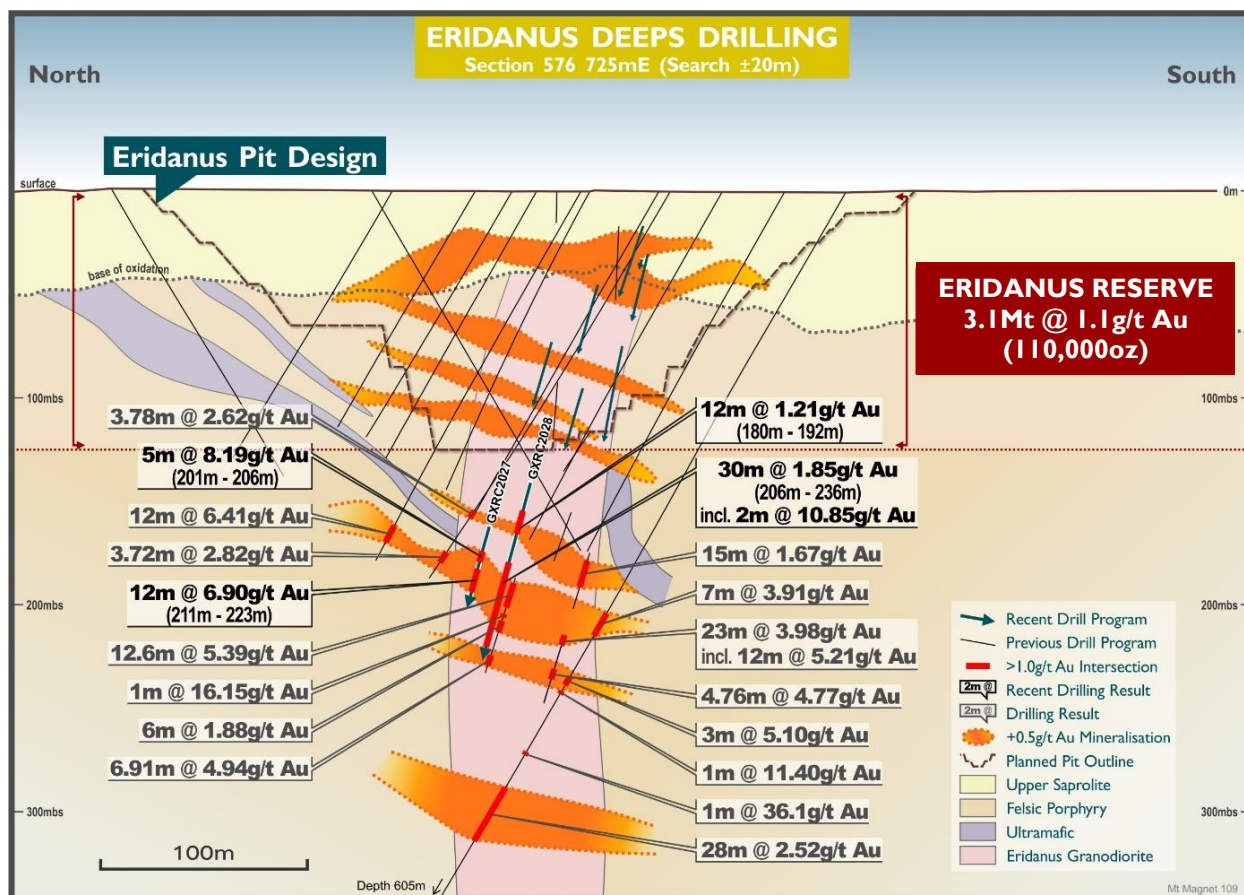 ERIDANUS DEEPS DRILLING
Section 576 725mE (Search ±20m)
North
South
Eridanus Pit Design
surface
0m
base of oxidation
ERIDANUS RESERVE
3.1Mt @ 1.1g/t Au
(110,000oz)
100mbs
100mbs
3.78m @ 2.62g/t Au
5m @ 8.19g/t Au
(201m - 206m)
12m @ 6.41g/t Au
3.72m @ 2.82g/t Au
200mbs
12m @ 6.90g/t Au
(211m - 223m)
12.6m @ 5.39g/t Au
1m @ 16.15g/t Au
6m @ 1.88g/t Au
6.91m @ 4.94g/t Au
300mbs
100m
GXRC2027
GXRC2028
Depth 605m
12m @ 1.21g/t Au
(180m - 192m)
30m @ 1.85g/t Au
(206m - 236m)
incl. 2m @ 10.85g/t Au
15m @ 1.67g/t Au
7m @ 3.91g/t Au
23m @ 3.98g/t Au
incl. 12m @ 5.21g/t Au
4.76m @ 4.77g/t Au
3m @ 5.10g/t Au
1m @ 11.40g/t Au
1m @ 36.1g/t Au
28m @ 2.52g/t Au
200mbs
300mbs
Recent Drill Program
Previous Drill Program
>1.0g/t Au Intersection
2m @
Recent Drilling Result
2m @
Drilling Result
+0.5g/t Au Mineralisation
Planned Pit Outline
Upper Saprolite
Felsic Porphyry
Ultramafic
Eridanus Granodiorite
Mt Magnet 109